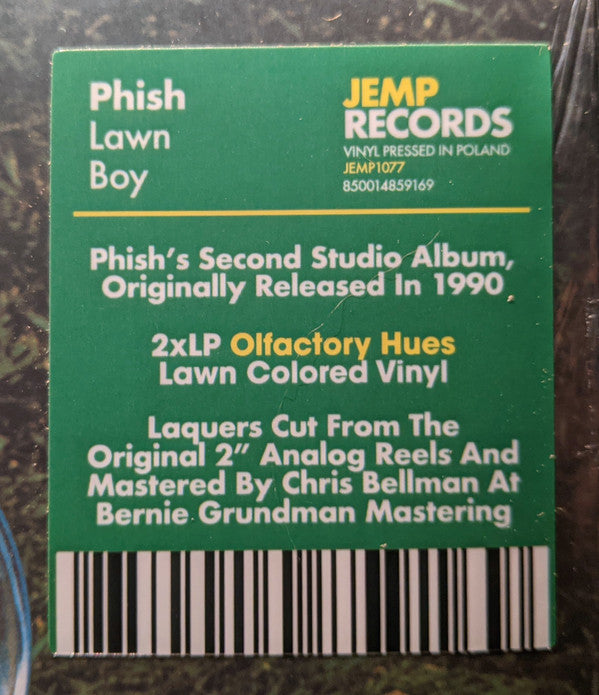 Phish
Lawn
Boy
JEMP
RECORDS
VINYL PRESSED IN POLAND
JEMP1077
850014859169
Phish's Second Studio Album,
Originally Released In 1990
2xLP Olfactory Hues
Lawn Colored Vinyl
Laquers Cut From The
Original 2" Analog Reels And
Mastered By Chris Bellman At
Bernie Grundman Mastering